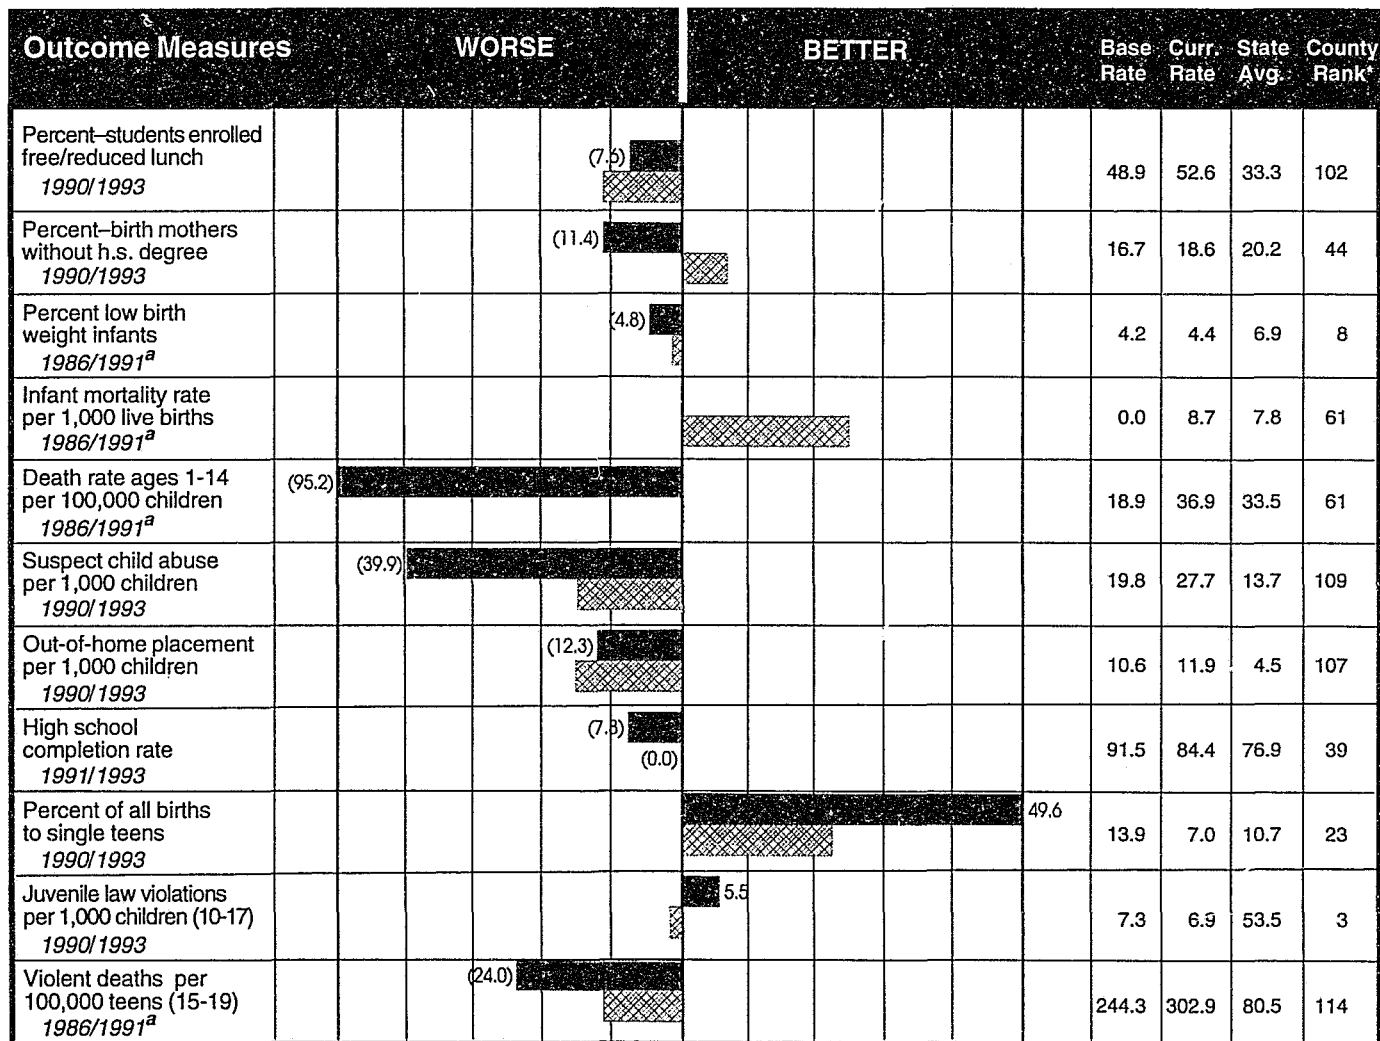 Outcome Measures WORSE BETTER Base Rate Curr. Rate State Avg. County Rank*
Percent–students enrolled
free/reduced lunch
1990/1993
(7.6)
48.9 52.6 33.3 102
Percent–birth mothers
without h.s. degree
1990/1993
(11.4)
16.7 18.6 20.2 44
Percent low birth
weight infants
1986/1991a
(4.8)
4.2 4.4 6.9 8
Infant mortality rate
per 1,000 live births
1986/1991a
0.0 8.7 7.8 61
Death rate ages 1-14
per 100,000 children
1986/1991a
(95.2)
18.9 36.9 33.5 61
Suspect child abuse
per 1,000 children
1990/1993
(39.9)
19.8 27.7 13.7 109
Out-of-home placement
per 1,000 children
1990/1993
(12.3)
10.6 11.9 4.5 107
High school
completion rate
1991/1993
(7.8)
(0.0)
91.5 84.4 76.9 39
Percent of all births
to single teens
1990/1993
49.6
13.9 7.0 10.7 23
Juvenile law violations
per 1,000 children (10-17)
1990/1993
5.5
7.3 6.9 53.5 3
Violent deaths per
100,000 teens (15-19)
1986/1991a
(24.0)
244.3 302.9 80.5 114